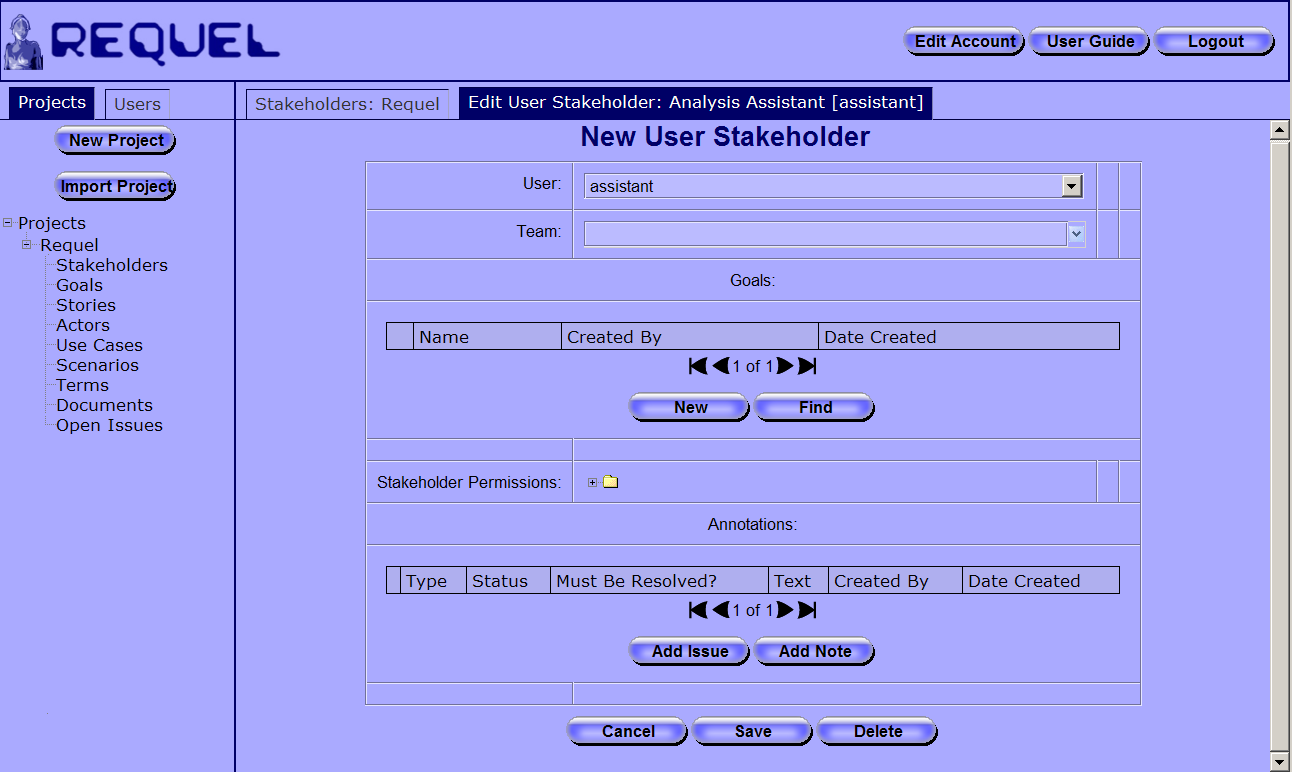 REQUEL
Edit Account User Guide Logout
Projects Users
Stakeholders: Requel Edit User Stakeholder: Analysis Assistant [assistant]
New Project
Import Project
Projects
Requel
Stakeholders
Goals
Stories
Actors
Use Cases
Scenarios
Terms
Documents
Open Issues
New User Stakeholder
User: assistant
Team:
Goals:
Name Created By Date Created
1 of 1
New Find
Stakeholder Permissions:
Annotations:
Type Status Must Be Resolved? Text Created By Date Created
1 of 1
Add Issue Add Note
Cancel Save Delete